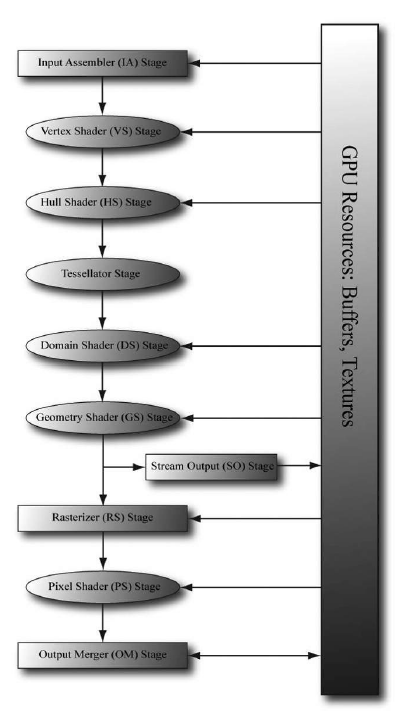 Input Assembler (IA) Stage
Vertex Shader (VS) Stage
Hull Shader (HS) Stage
Tessellator Stage
Domain Shader (DS) Stage
Geometry Shader (GS) Stage
Stream Output (SO) Stage
Rasterizer (RS) Stage
Pixel Shader (PS) Stage
Output Merger (OM) Stage
GPU Resources: Buffers, Textures